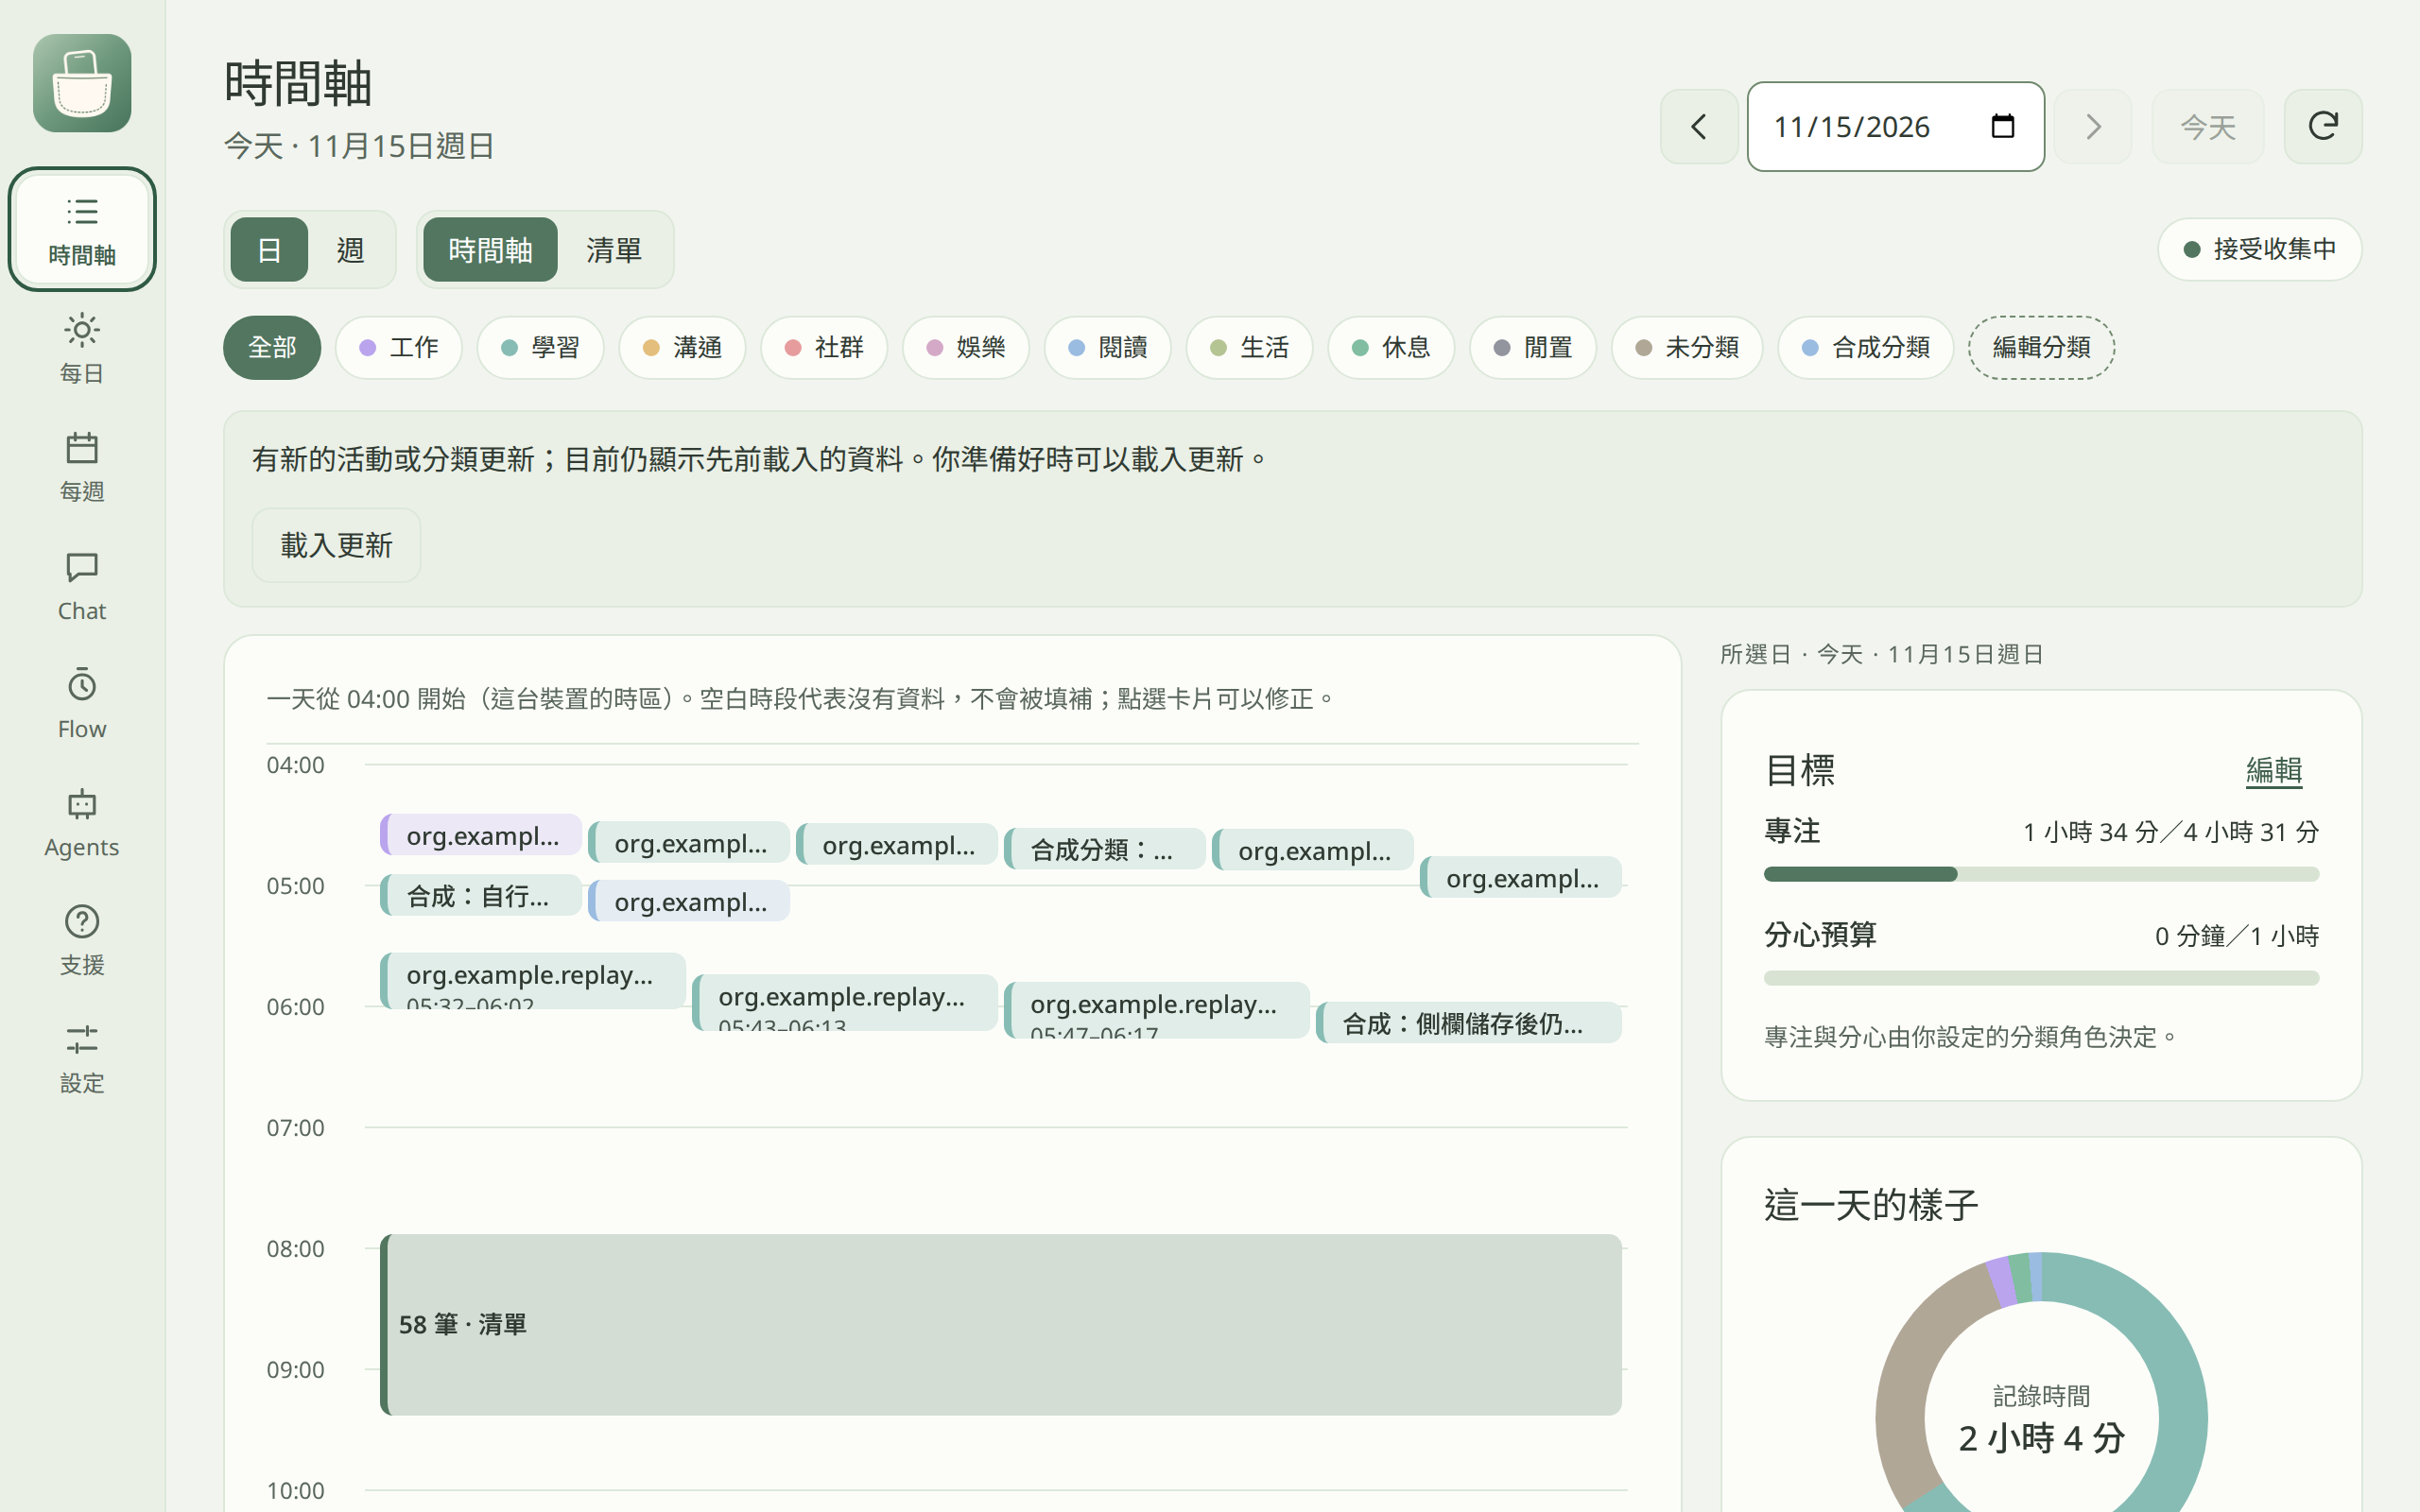 時間軸
每日
每週
Chat
Flow
Agents
支援
設定
時間軸
今天 · 11月15日週日
11/15/2026
今天
日
週
時間軸
清單
接受收集中
全部
工作
學習
溝通
社群
娛樂
閱讀
生活
休息
閒置
未分類
合成分類
編輯分類
有新的活動或分類更新；目前仍顯示先前載入的資料。你準備好時可以載入更新。
載入更新
一天從 04:00 開始（這台裝置的時區）。空白時段代表沒有資料，不會被填補；點選卡片可以修正。
04:00
org.exampl…
org.exampl…
org.exampl…
合成分類：…
org.exampl…
org.exampl…
05:00
合成：自行…
org.exampl…
org.example.replay…
05:32–06:02
org.example.replay…
05:43–06:13
org.example.replay…
05:47–06:17
合成：側欄儲存後仍…
06:00
07:00
08:00
58 筆 · 清單
09:00
10:00
所選日 · 今天 · 11月15日週日
目標
編輯
專注
1 小時 34 分／4 小時 31 分
分心預算
0 分鐘／1 小時
專注與分心由你設定的分類角色決定。
這一天的樣子
記錄時間
2 小時 4 分